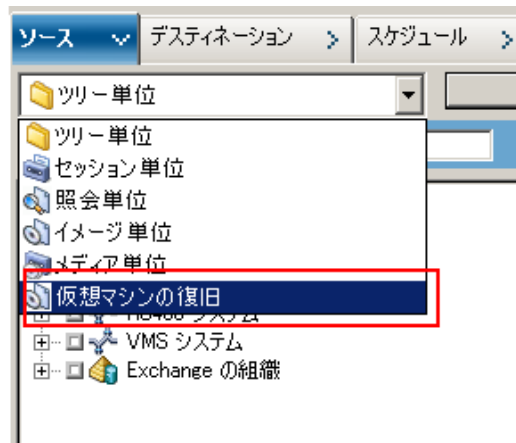 ソース デスティネーション スケジュール
ツリー単位
ツリー単位
セッション単位
照会単位
イメージ単位
メディア単位
仮想マシンの復旧
システム
VMS システム
Exchange の組織